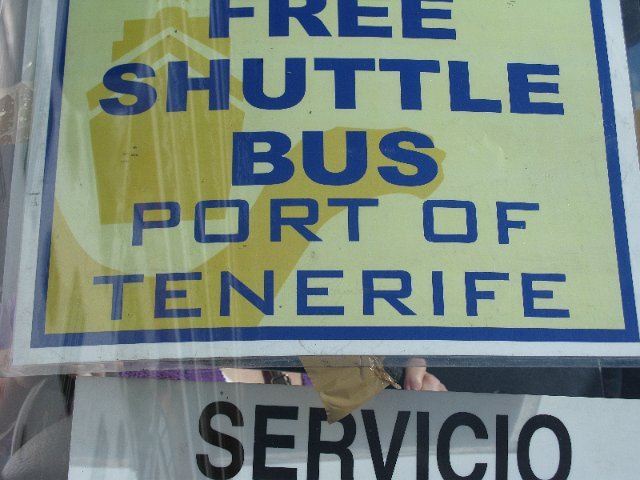 FREE
SHUTTLE
BUS
PORT OF
TENERIFE
SERVICIO